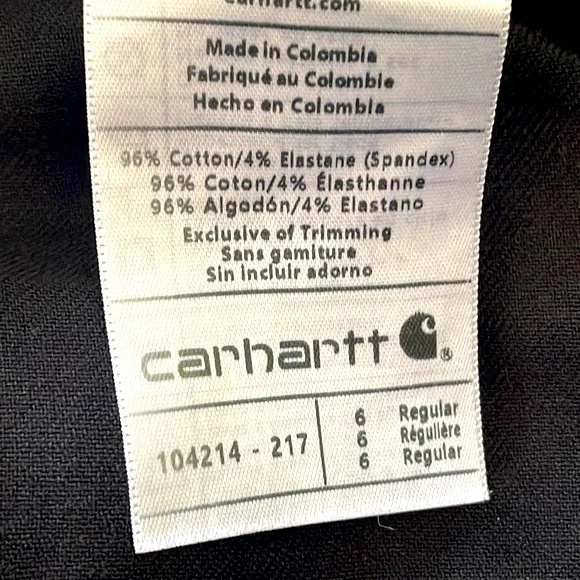 carhartt.com
Made in Colombia
Fabriqué au Colombie
Hecho en Colombia
96% Cotton/4% Elastane (Spandex)
96% Coton/4% Élasthanne
96% Algodón/4% Elastano
Exclusive of Trimming
Sans garniture
Sin incluir adorno
carhartt ®
104214 - 217
6 Regular
6 Régulière
6 Regular